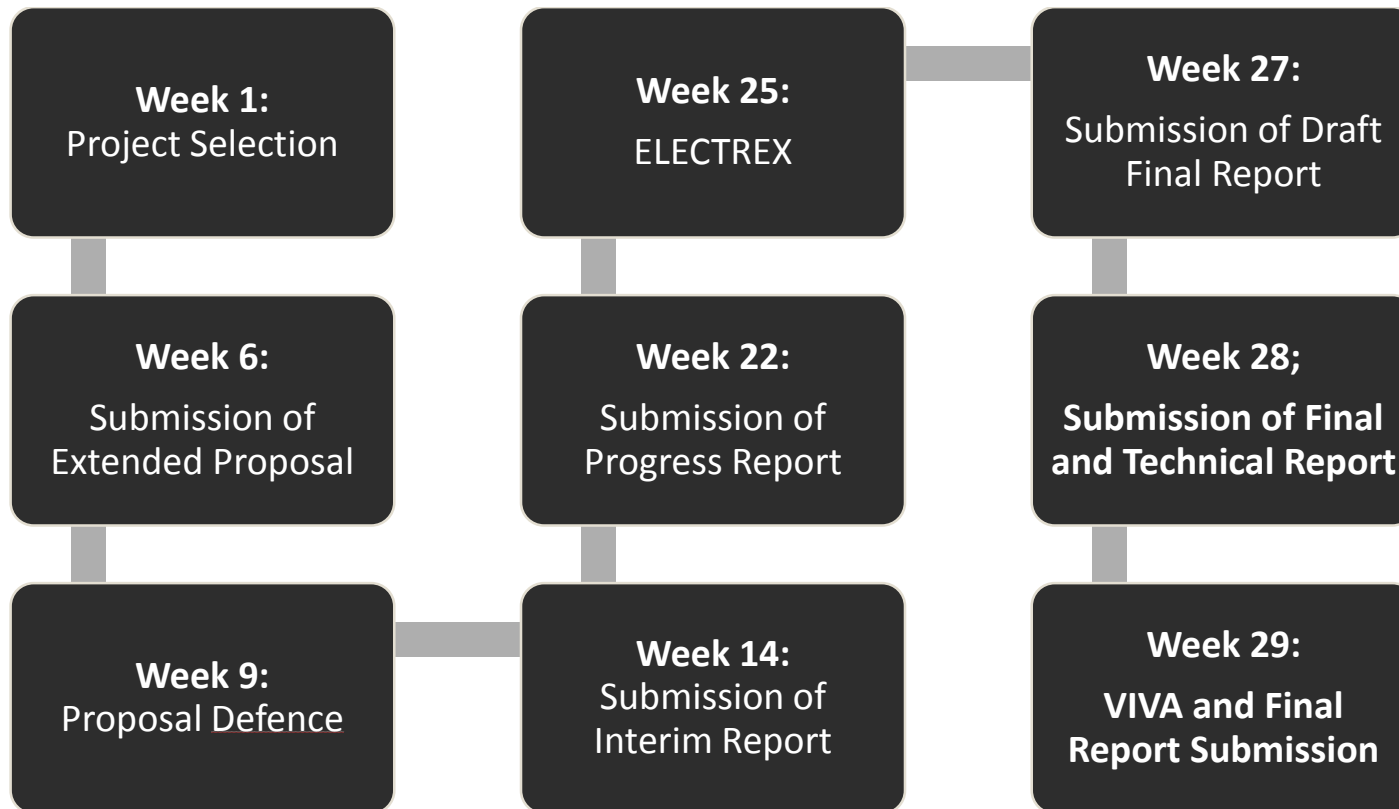 Week 1:
Project Selection
Week 6:
Submission of
Extended Proposal
Week 9:
Proposal Defence
Week 14:
Submission of
Interim Report
Week 22:
Submission of
Progress Report
Week 25:
ELECTREX
Week 27:
Submission of Draft
Final Report
Week 28;
Submission of Final
and Technical Report
Week 29:
VIVA and Final
Report Submission